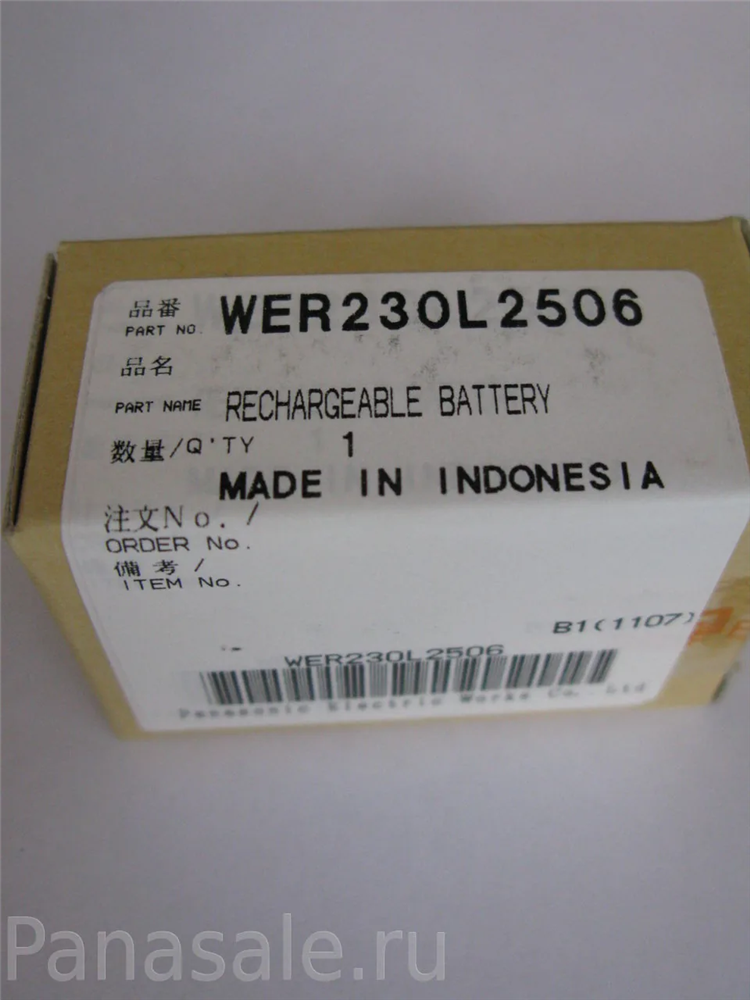 品番
PART NO. WER230L2506
品名
PART NAME RECHARGEABLE BATTERY
数量/Q'TY 1
MADE IN INDONESIA
注文No. /
ORDER No.
備考 /
ITEM No.
B1(1107)
WER230L2506
Panasonic Electric Works Co. Ltd
Panasale.ru